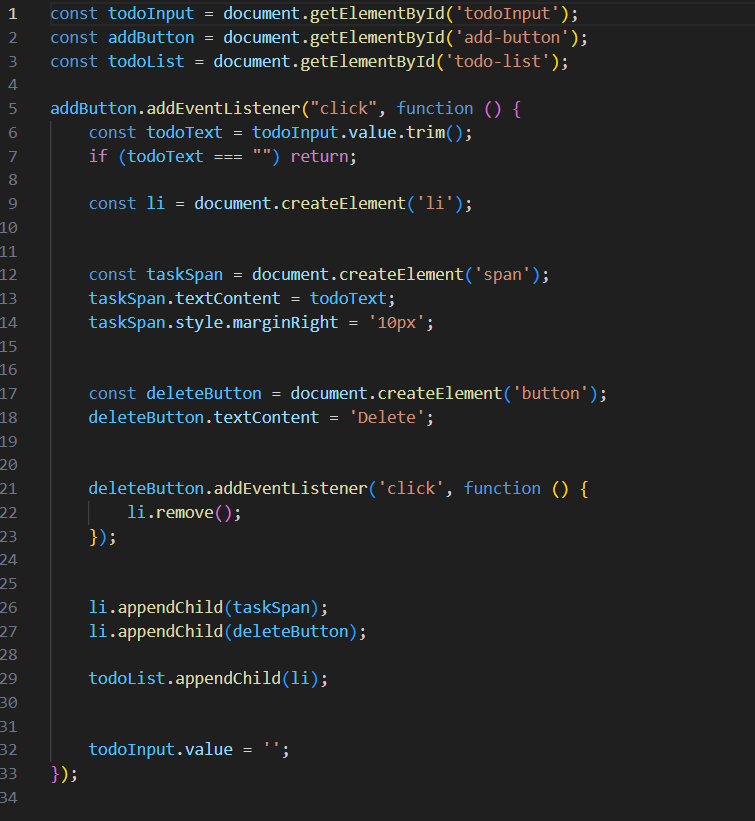 1 const todoInput = document.getElementById('todoInput');
2 const addButton = document.getElementById('add-button');
3 const todoList = document.getElementById('todo-list');
4
5 addButton.addEventListener("click", function () {
6     const todoText = todoInput.value.trim();
7     if (todoText === "") return;
8
9     const li = document.createElement('li');
10
11
12     const taskSpan = document.createElement('span');
13     taskSpan.textContent = todoText;
14     taskSpan.style.marginRight = '10px';
15
16
17     const deleteButton = document.createElement('button');
18     deleteButton.textContent = 'Delete';
19
20
21     deleteButton.addEventListener('click', function () {
22         li.remove();
23     });
24
25
26     li.appendChild(taskSpan);
27     li.appendChild(deleteButton);
28
29     todoList.appendChild(li);
30
31
32     todoInput.value = '';
33 });
34